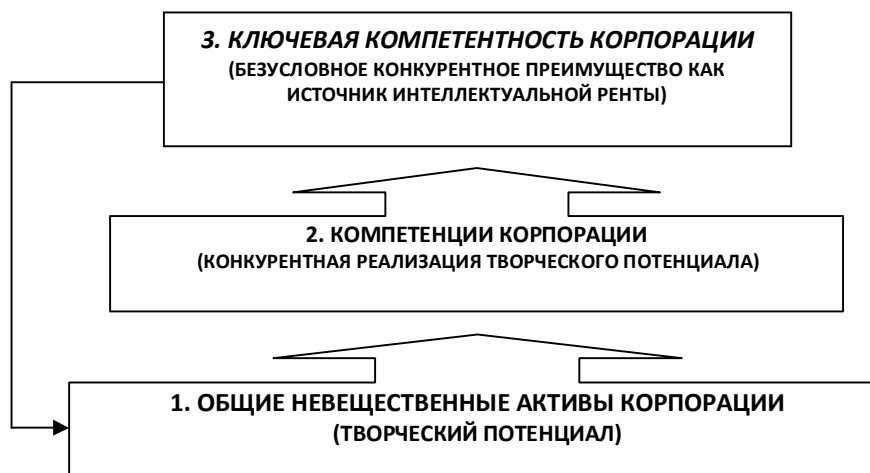 3. КЛЮЧЕВАЯ КОМПЕТЕНТНОСТЬ КОРПОРАЦИИ
(БЕЗУСЛОВНОЕ КОНКУРЕНТНОЕ ПРЕИМУЩЕСТВО КАК
ИСТОЧНИК ИНТЕЛЛЕКТУАЛЬНОЙ РЕНТЫ)
2. КОМПЕТЕНЦИИ КОРПОРАЦИИ
(КОНКУРЕНТНАЯ РЕАЛИЗАЦИЯ ТВОРЧЕСКОГО ПОТЕНЦИАЛА)
1. ОБЩИЕ НЕВЕЩЕСТВЕННЫЕ АКТИВЫ КОРПОРАЦИИ
(ТВОРЧЕСКИЙ ПОТЕНЦИАЛ)